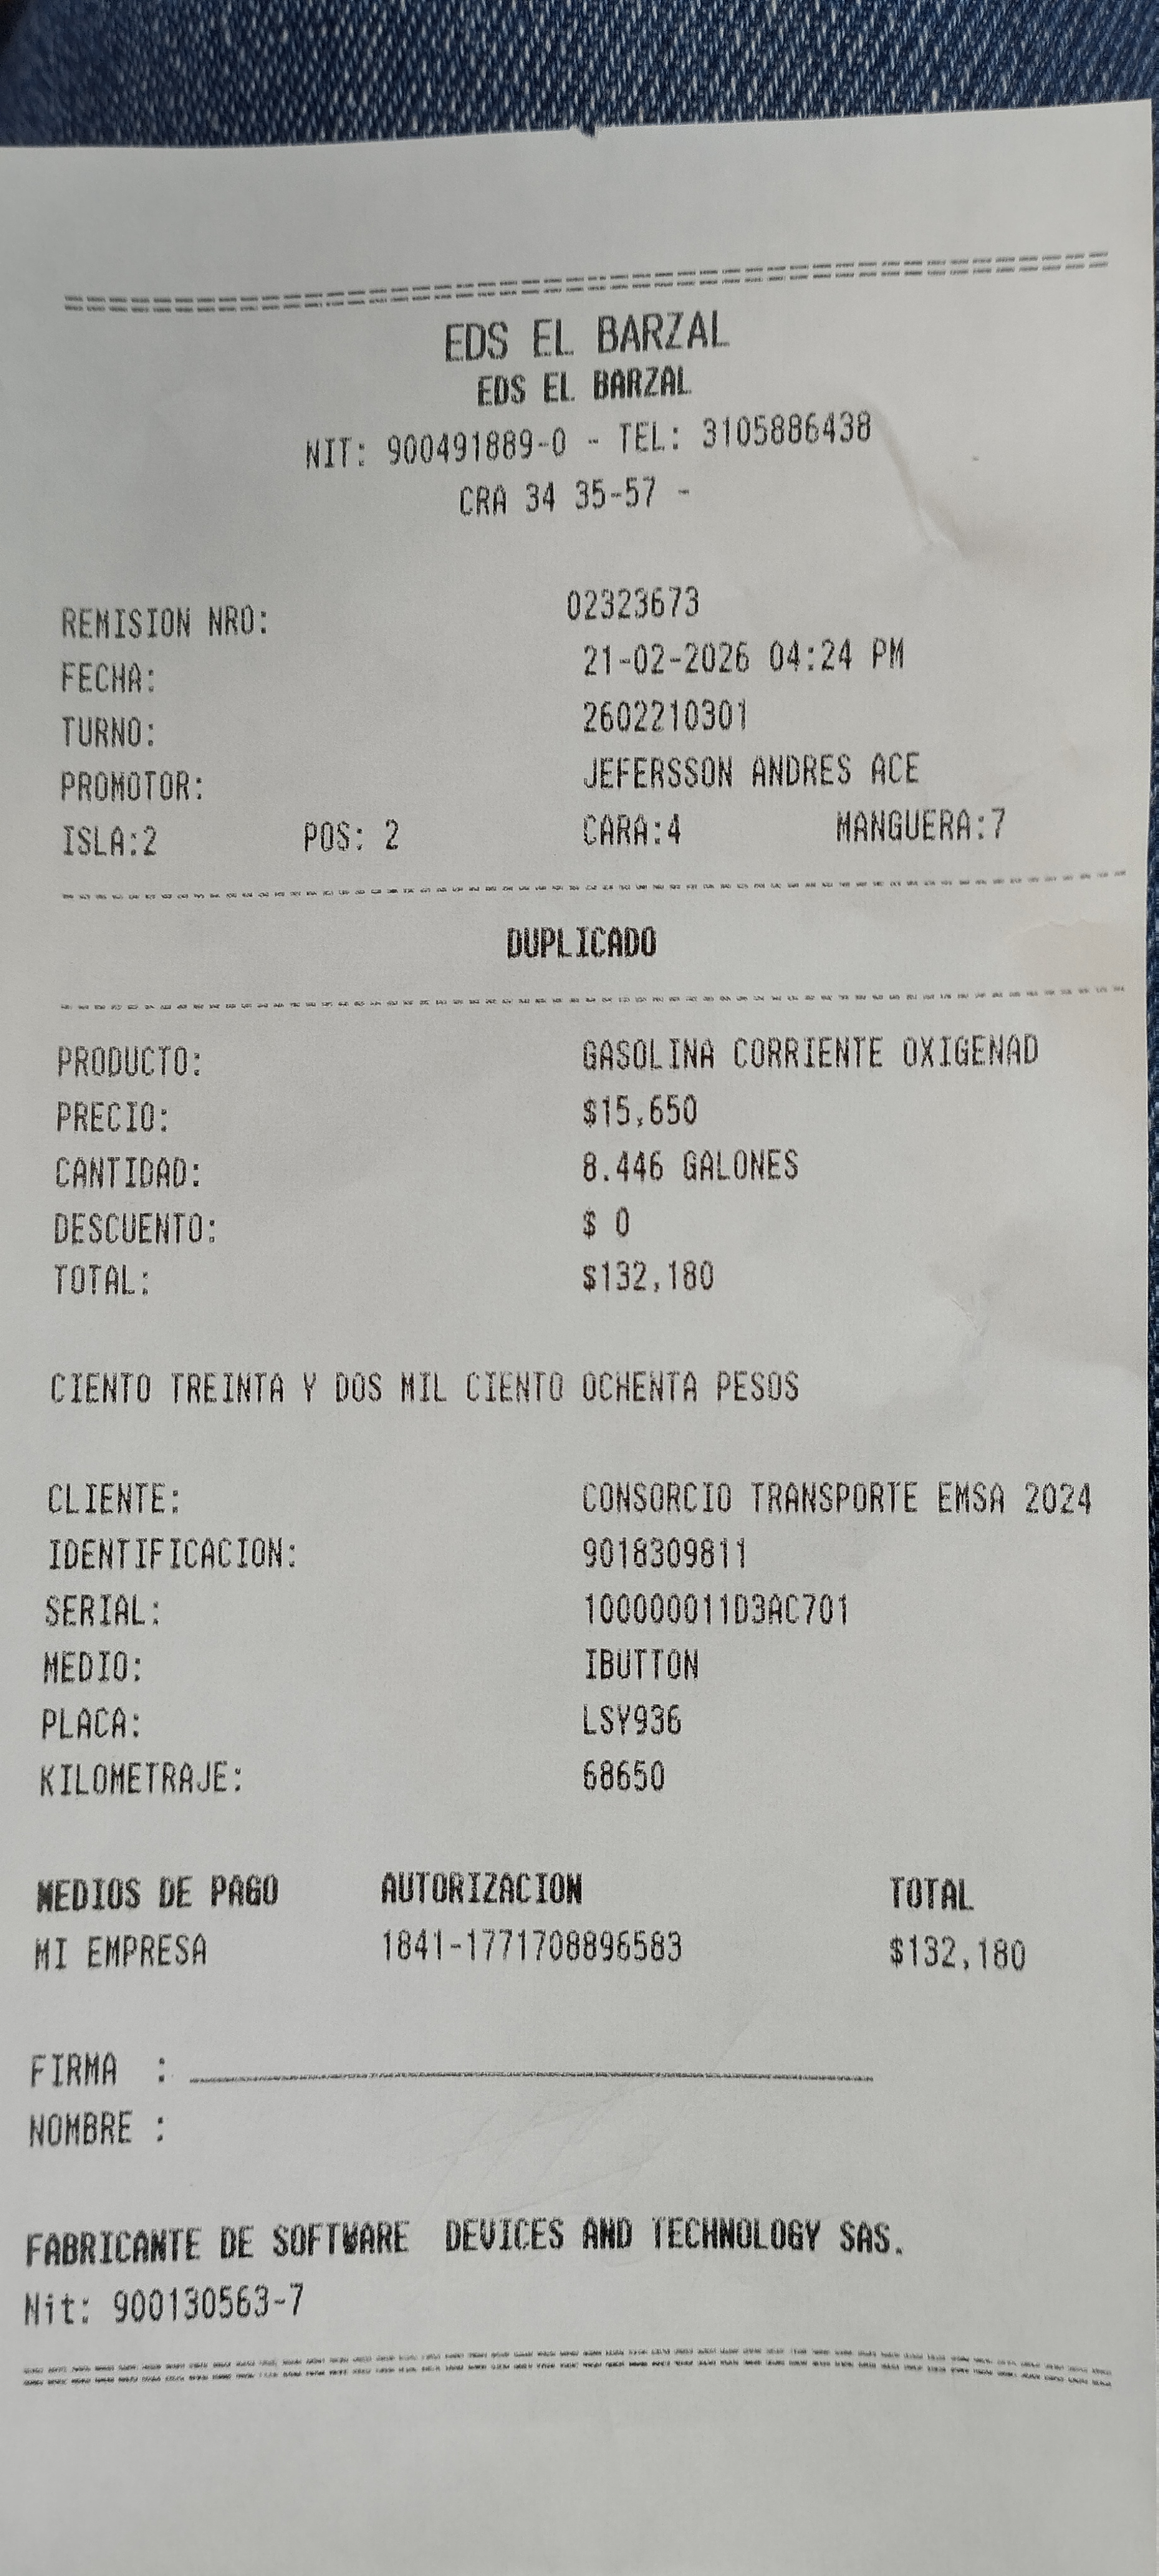 EDS EL BARZAL
EDS EL BARZAL
NIT: 900491889-0 - TEL: 3105886438
CRA 34 35-57 -
REMISION NRO: 02323673
FECHA: 21-02-2026 04:24 PM
TURNO: 2602210301
PROMOTOR: JEFERSSON ANDRES ACE
ISLA:2 POS: 2 CARA:4 MANGUERA:7
DUPLICADO
PRODUCTO: GASOLINA CORRIENTE OXIGENAD
PRECIO: $15,650
CANTIDAD: 8.446 GALONES
DESCUENTO: $ 0
TOTAL: $132,180
CIENTO TREINTA Y DOS MIL CIENTO OCHENTA PESOS
CLIENTE: CONSORCIO TRANSPORTE EMSA 2024
IDENTIFICACION: 9018309811
SERIAL: 100000011D3AC701
MEDIO: IBUTTON
PLACA: LSY936
KILOMETRAJE: 68650
MEDIOS DE PAGO AUTORIZACION TOTAL
MI EMPRESA 1841-1771708896583 $132,180
FIRMA :
NOMBRE :
FABRICANTE DE SOFTWARE DEVICES AND TECHNOLOGY SAS.
Nit: 900130563-7